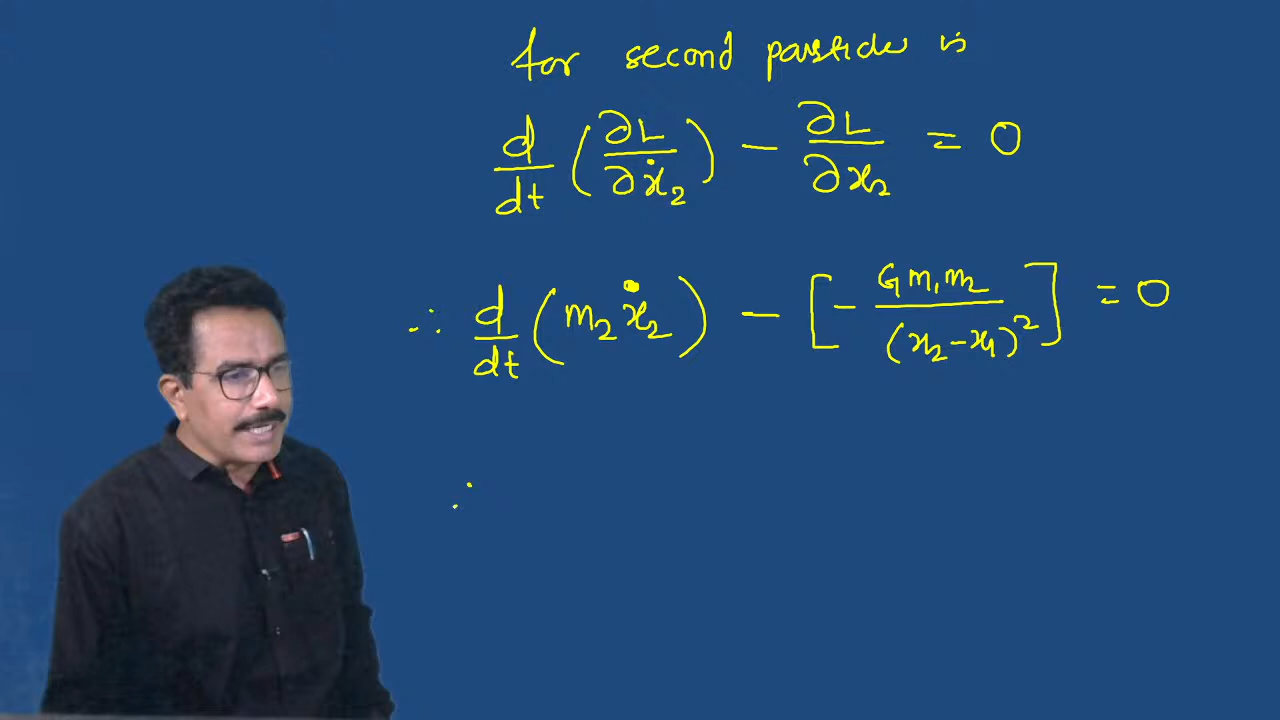 for second particle is
d/dt (∂L/∂ẋ₂) − ∂L/∂x₂ = 0
∴ d/dt (m₂ẋ₂) − [− Gm₁m₂/(x₂−x₁)²] = 0
∴